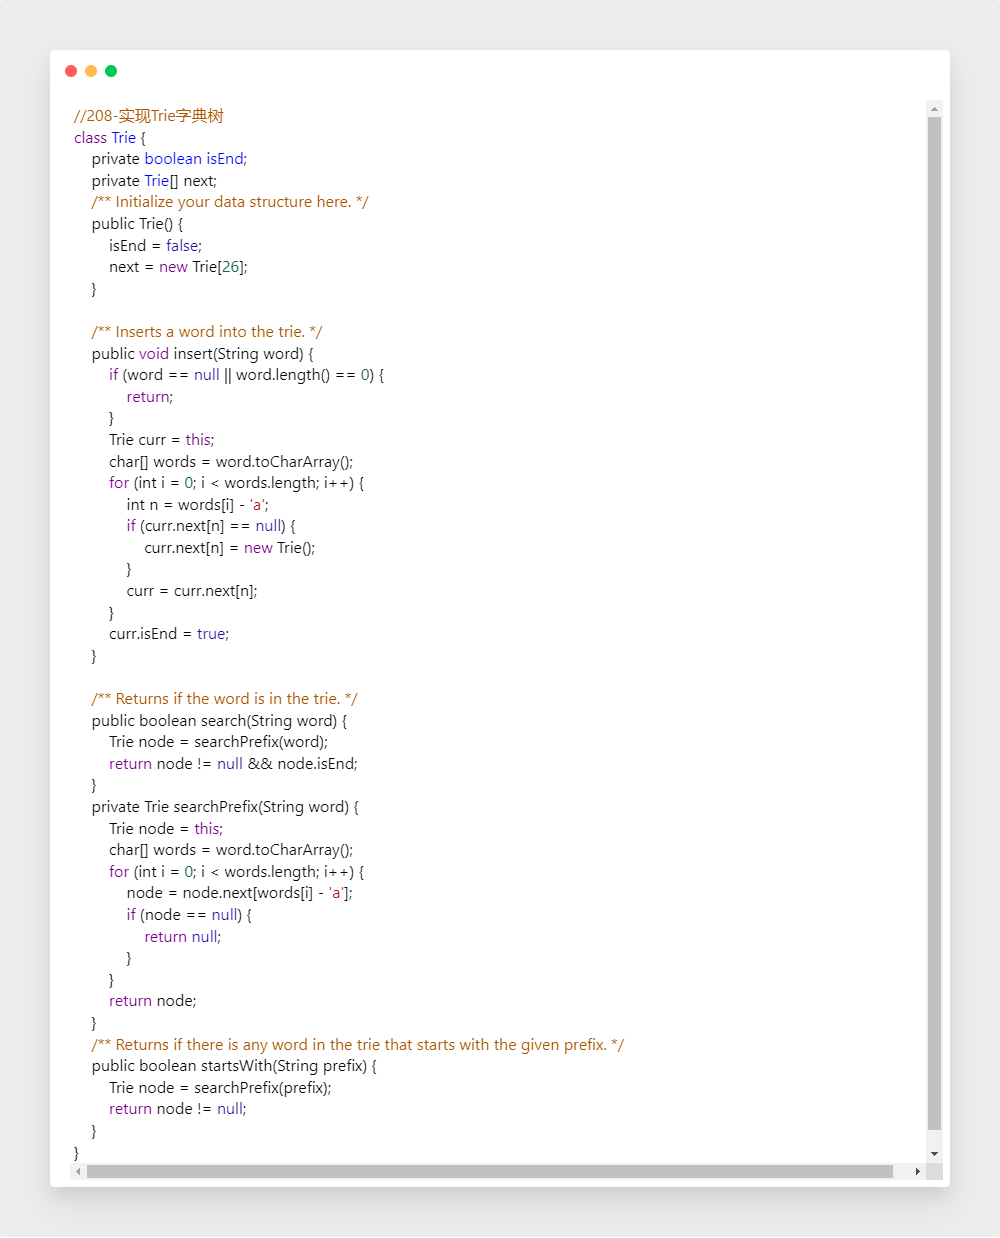 //208-实现Trie字典树
class Trie {
    private boolean isEnd;
    private Trie[] next;
    /** Initialize your data structure here. */
    public Trie() {
        isEnd = false;
        next = new Trie[26];
    }

    /** Inserts a word into the trie. */
    public void insert(String word) {
        if (word == null || word.length() == 0) {
            return;
        }
        Trie curr = this;
        char[] words = word.toCharArray();
        for (int i = 0; i < words.length; i++) {
            int n = words[i] - 'a';
            if (curr.next[n] == null) {
                curr.next[n] = new Trie();
            }
            curr = curr.next[n];
        }
        curr.isEnd = true;
    }

    /** Returns if the word is in the trie. */
    public boolean search(String word) {
        Trie node = searchPrefix(word);
        return node != null && node.isEnd;
    }
    private Trie searchPrefix(String word) {
        Trie node = this;
        char[] words = word.toCharArray();
        for (int i = 0; i < words.length; i++) {
            node = node.next[words[i] - 'a'];
            if (node == null) {
                return null;
            }
        }
        return node;
    }
    /** Returns if there is any word in the trie that starts with the given prefix. */
    public boolean startsWith(String prefix) {
        Trie node = searchPrefix(prefix);
        return node != null;
    }
}